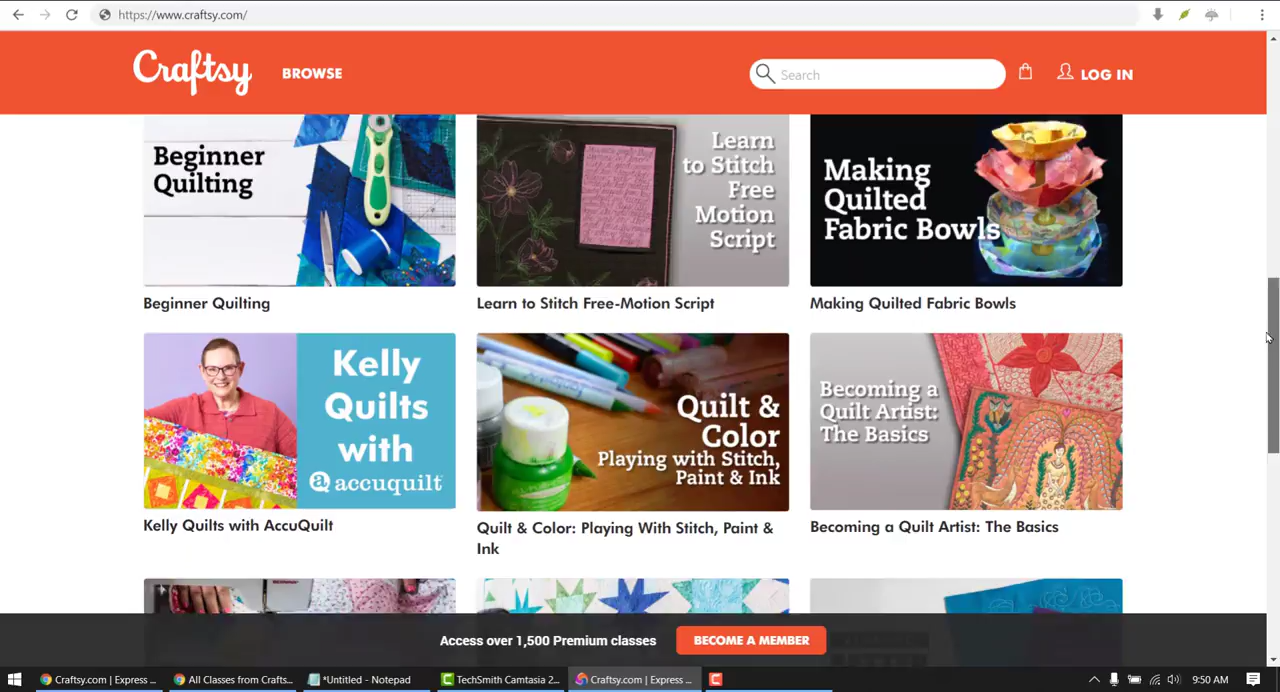 https://www.craftsy.com/
Craftsy
BROWSE
Search
LOG IN
Beginner
Quilting
Learn
to Stitch
Free
Motion
Script
Making
Quilted
Fabric Bowls
Beginner Quilting
Learn to Stitch Free-Motion Script
Making Quilted Fabric Bowls
Kelly
Quilts
with
accuquilt
Quilt &
Color
Playing with Stitch,
Paint & Ink
Becoming a
Quilt Artist:
The Basics
Kelly Quilts with AccuQuilt
Quilt & Color: Playing With Stitch, Paint &
Ink
Becoming a Quilt Artist: The Basics
Access over 1,500 Premium classes
BECOME A MEMBER
Craftsy.com | Express ...
All Classes from Crafts...
*Untitled - Notepad
TechSmith Camtasia 2...
Craftsy.com | Express ...
9:50 AM